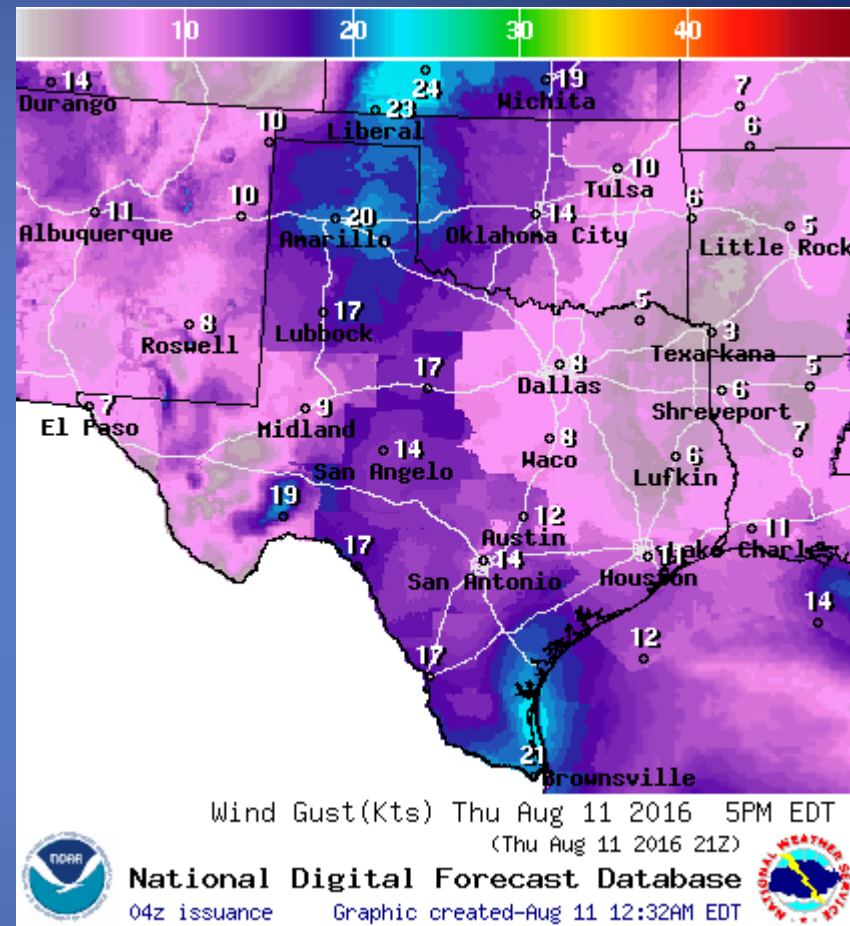 10 20 30 40
14 24 19 7
Durango Wichita
23
Liberal
10 6
10
Tulsa
11 10 20 14 6 5
Albuquerque Amarillo Oklahoma City Little Rock
8 17 5 3
Roswell Lubbock Texarkana
17 8 5
Dallas
7 9 6
El Paso Midland Shreveport
14 8 6 7
San Angelo Waco Lufkin
19 12 11
Austin
17 14 11 Lake Charles
San Antonio Houston
14
17 12
21
Brownsville
Wind Gust(Kts) Thu Aug 11 2016 5PM EDT
(Thu Aug 11 2016 21Z)
NOAA National Digital Forecast Database NATIONAL WEATHER SERVICE
04z issuance Graphic created-Aug 11 12:32AM EDT